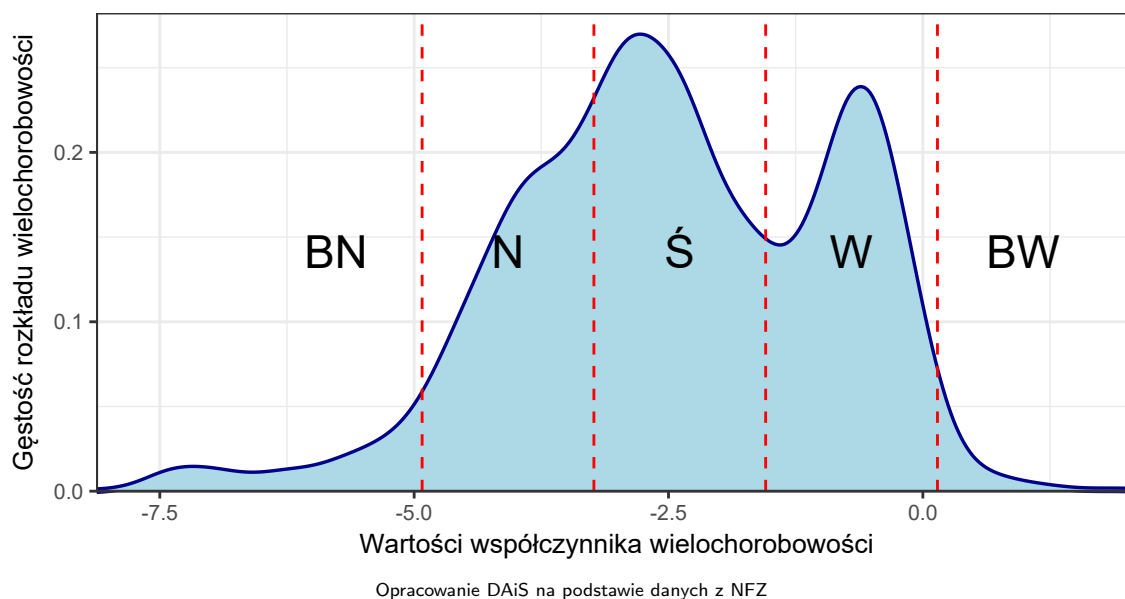 Gęstość rozkładu wielochorobowości
0.2
0.1
0.0
BN
N
Ś
W
BW
-7.5
-5.0
-2.5
0.0
Wartości współczynnika wielochorobowości
Opracowanie DAiS na podstawie danych z NFZ